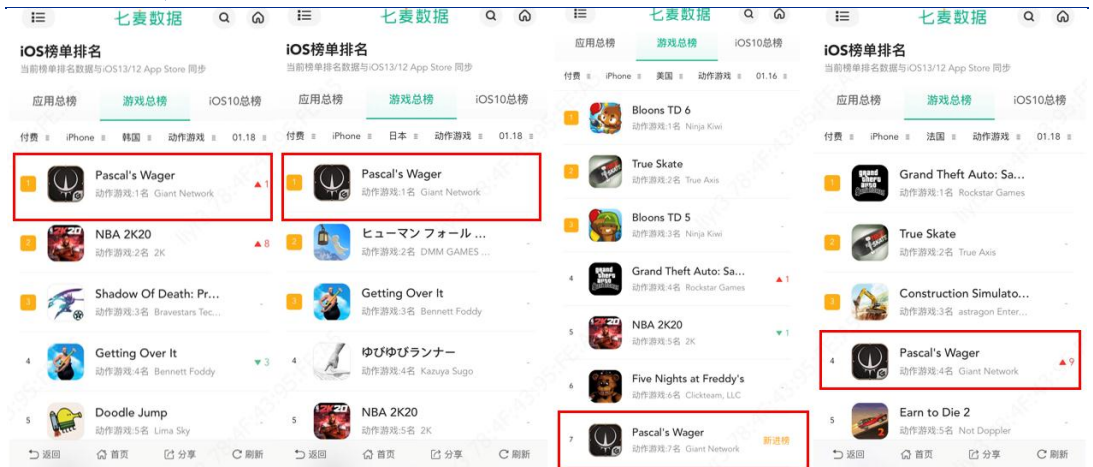 七麦数据
iOS榜单排名
当前榜单排名数据与iOS13/12 App Store 同步
应用总榜 游戏总榜 iOS10总榜
付费 iPhone 韩国 动作游戏 01.18
1 Pascal's Wager
动作游戏:1名 Giant Network ▲1
2 NBA 2K20
动作游戏:2名 2K ▲8
3 Shadow Of Death: Pr...
动作游戏:3名 Bravestars Tec... -
4 Getting Over It
动作游戏:4名 Bennett Foddy ▼3
5 Doodle Jump
动作游戏:5名 Lima Sky -
返回 首页 分享 刷新
七麦数据
iOS榜单排名
当前榜单排名数据与iOS13/12 App Store 同步
应用总榜 游戏总榜 iOS10总榜
付费 iPhone 日本 动作游戏 01.18
1 Pascal's Wager
动作游戏:1名 Giant Network
2 ヒューマン フォール ...
动作游戏:2名 DMM GAMES ... -
3 Getting Over It
动作游戏:3名 Bennett Foddy -
4 ゆびゆびランナー
动作游戏:4名 Kazuya Sugo -
5 NBA 2K20
动作游戏:5名 2K -
返回 首页 分享 刷新
七麦数据
应用总榜 游戏总榜 iOS10总榜
付费 iPhone 美国 动作游戏 01.16
1 Bloons TD 6
动作游戏:1名 Ninja Kiwi -
2 True Skate
动作游戏:2名 True Axis -
3 Bloons TD 5
动作游戏:3名 Ninja Kiwi -
4 Grand Theft Auto: Sa...
动作游戏:4名 Rockstar Games ▲1
5 NBA 2K20
动作游戏:5名 2K ▼1
6 Five Nights at Freddy's
动作游戏:6名 Clickteam, LLC -
7 Pascal's Wager
动作游戏:7名 Giant Network 新进榜
七麦数据
iOS榜单排名
当前榜单排名数据与iOS13/12 App Store 同步
应用总榜 游戏总榜 iOS10总榜
付费 iPhone 法国 动作游戏 01.18
1 Grand Theft Auto: Sa...
动作游戏:1名 Rockstar Games
2 True Skate
动作游戏:2名 True Axis -
3 Construction Simulato...
动作游戏:3名 astragon Enter... -
4 Pascal's Wager
动作游戏:4名 Giant Network ▲9
5 Earn to Die 2
动作游戏:5名 Not Doppler -
返回 首页 分享 刷新